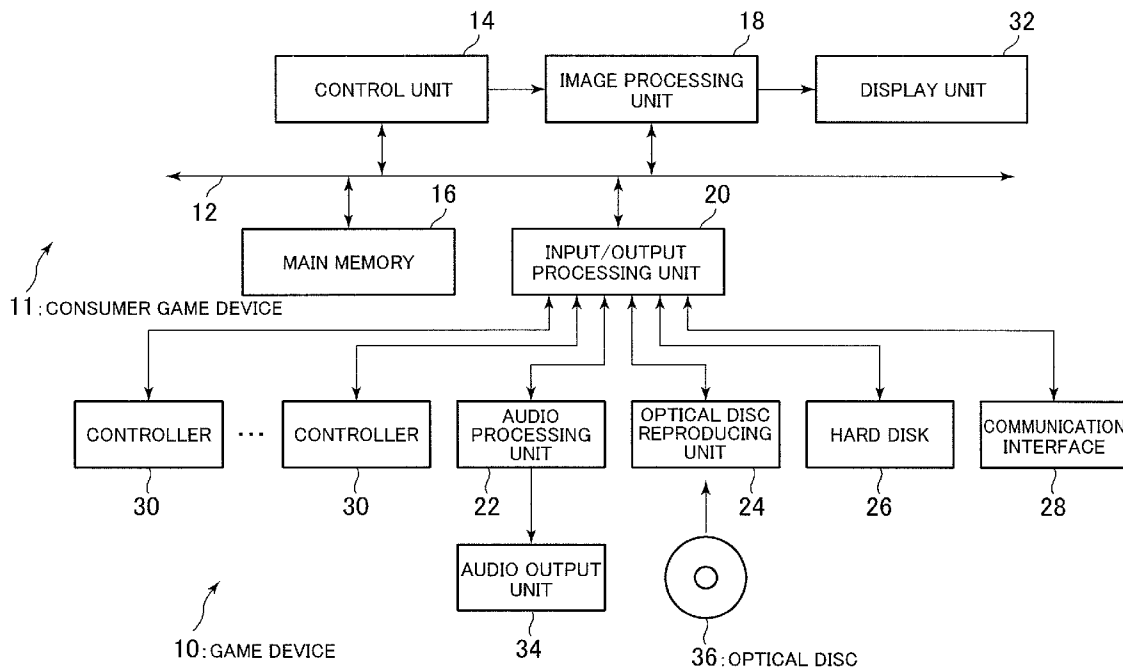 14
18
32
CONTROL UNIT
IMAGE PROCESSING
UNIT
DISPLAY UNIT
12
16
20
MAIN MEMORY
INPUT/OUTPUT
PROCESSING UNIT
11:CONSUMER GAME DEVICE
CONTROLLER
...
CONTROLLER
AUDIO
PROCESSING
UNIT
OPTICAL DISC
REPRODUCING
UNIT
HARD DISK
COMMUNICATION
INTERFACE
30
30
22
24
26
28
AUDIO OUTPUT
UNIT
10:GAME DEVICE
34
36:OPTICAL DISC